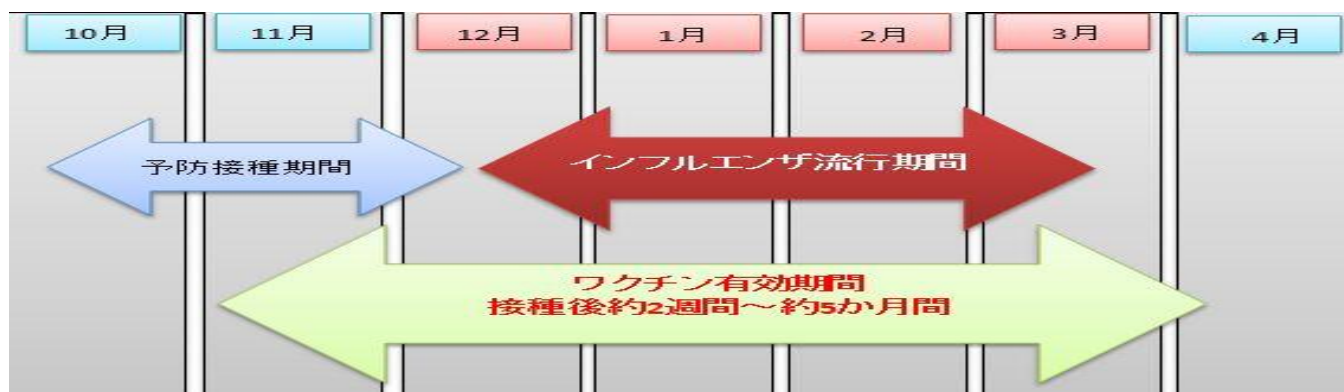 10月 11月 12月 1月 2月 3月 4月
予防接種期間
インフルエンザ流行期間
ワクチン有効期間
接種後約2週間～約5か月間